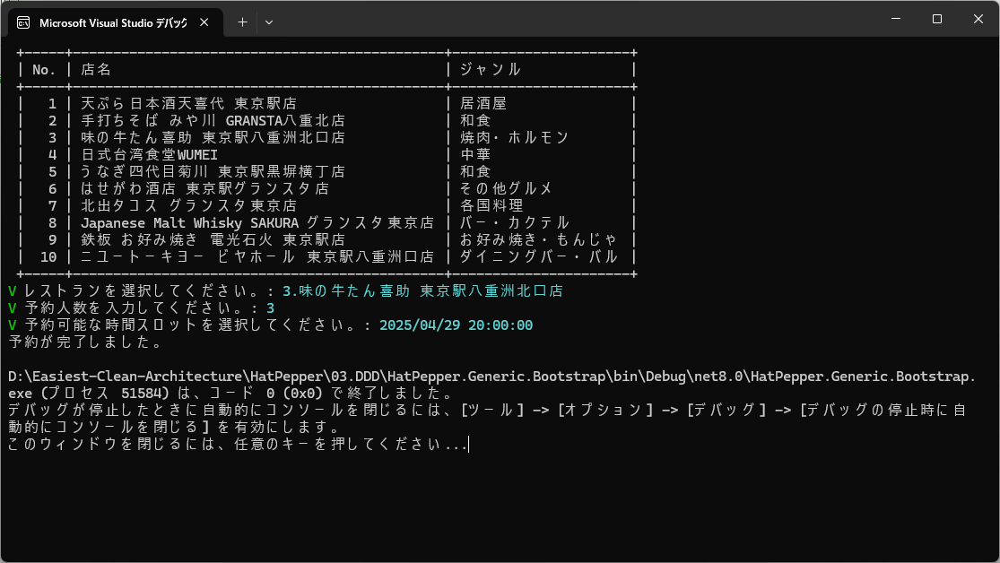 Microsoft Visual Studio デバッグ
+-----+----------------------------------------------+----------------------+
| No. | 店名 | ジャンル |
+-----+----------------------------------------------+----------------------+
| 1 | 天ぷら日本酒天喜代 東京駅店 | 居酒屋 |
| 2 | 手打ちそば みや川 GRANSTA八重北店 | 和食 |
| 3 | 味の牛たん喜助 東京駅八重洲北口店 | 焼肉・ホルモン |
| 4 | 日式台湾食堂WUMEI | 中華 |
| 5 | うなぎ四代目菊川 東京駅黒塀横丁店 | 和食 |
| 6 | はせがわ酒店 東京駅グランスタ店 | その他グルメ |
| 7 | 北出タコス グランスタ東京店 | 各国料理 |
| 8 | Japanese Malt Whisky SAKURA グランスタ東京店 | バー・カクテル |
| 9 | 鉄板 お好み焼き 電光石火 東京駅店 | お好み焼き・もんじゃ |
| 10 | ニユートーキヨー ビヤホール 東京駅八重洲口店 | ダイニングバー・バル |
+-----+----------------------------------------------+----------------------+
V レストランを選択してください。: 3.味の牛たん喜助 東京駅八重洲北口店
V 予約人数を入力してください。: 3
V 予約可能な時間スロットを選択してください。: 2025/04/29 20:00:00
予約が完了しました。
D:\Easiest-Clean-Architecture\HatPepper\03.DDD\HatPepper.Generic.Bootstrap\bin\Debug\net8.0\HatPepper.Generic.Bootstrap.
exe (プロセス 51584) は、コード 0 (0x0) で終了しました。
デバッグが停止したときに自動的にコンソールを閉じるには、[ツール] -> [オプション] -> [デバッグ] -> [デバッグの停止時に自
動的にコンソールを閉じる] を有効にします。
このウィンドウを閉じるには、任意のキーを押してください...